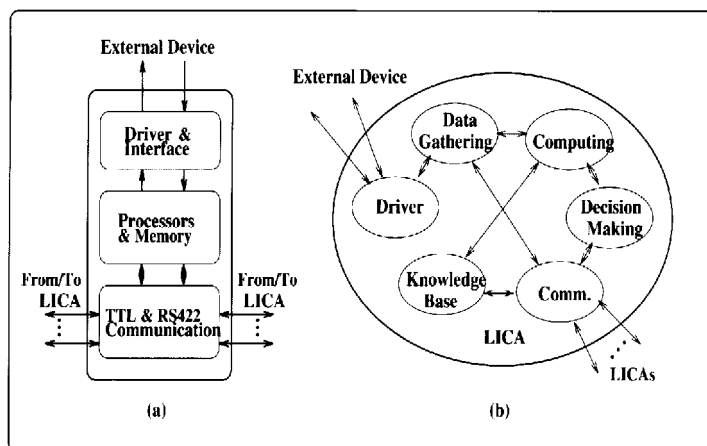 External Device
Driver &
Interface
Processors
& Memory
From/To
LICA
From/To
LICA
TTL & RS422
Communication
(a)
External Device
Data
Gathering
Computing
Driver
Decision
Making
Knowledge
Base
Comm.
LICA
LICAs
(b)